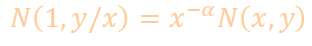 N(1, y/x) = x^{-α}N(x, y)